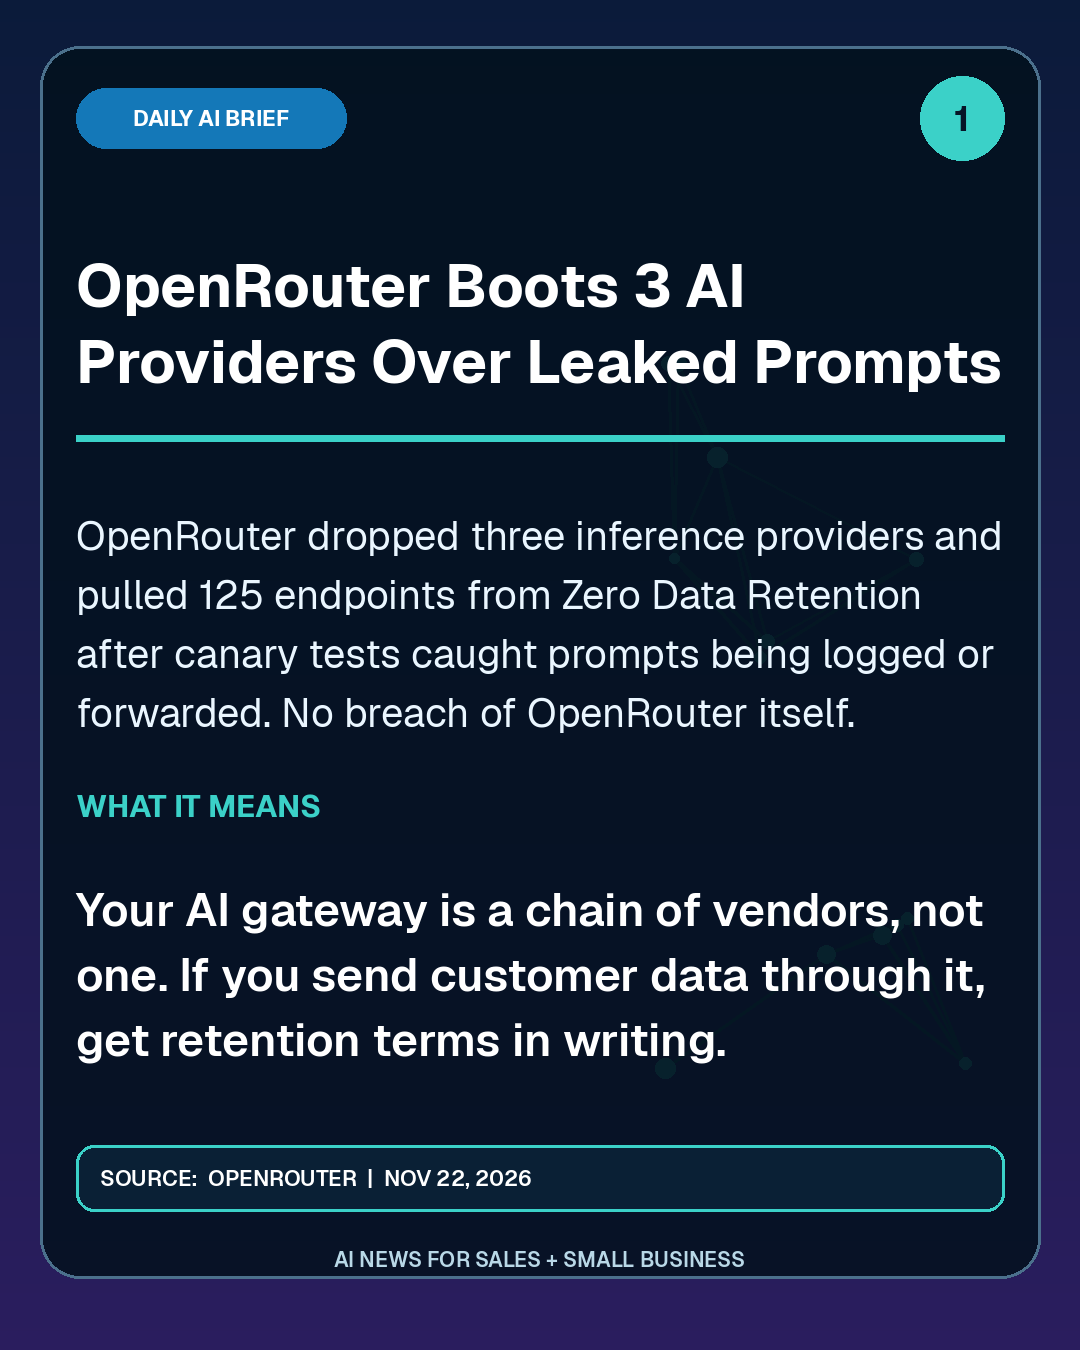 DAILY AI BRIEF
1
OpenRouter Boots 3 AI
Providers Over Leaked Prompts
OpenRouter dropped three inference providers and
pulled 125 endpoints from Zero Data Retention
after canary tests caught prompts being logged or
forwarded. No breach of OpenRouter itself.
WHAT IT MEANS
Your AI gateway is a chain of vendors, not
one. If you send customer data through it,
get retention terms in writing.
SOURCE: OPENROUTER | NOV 22, 2026
AI NEWS FOR SALES + SMALL BUSINESS